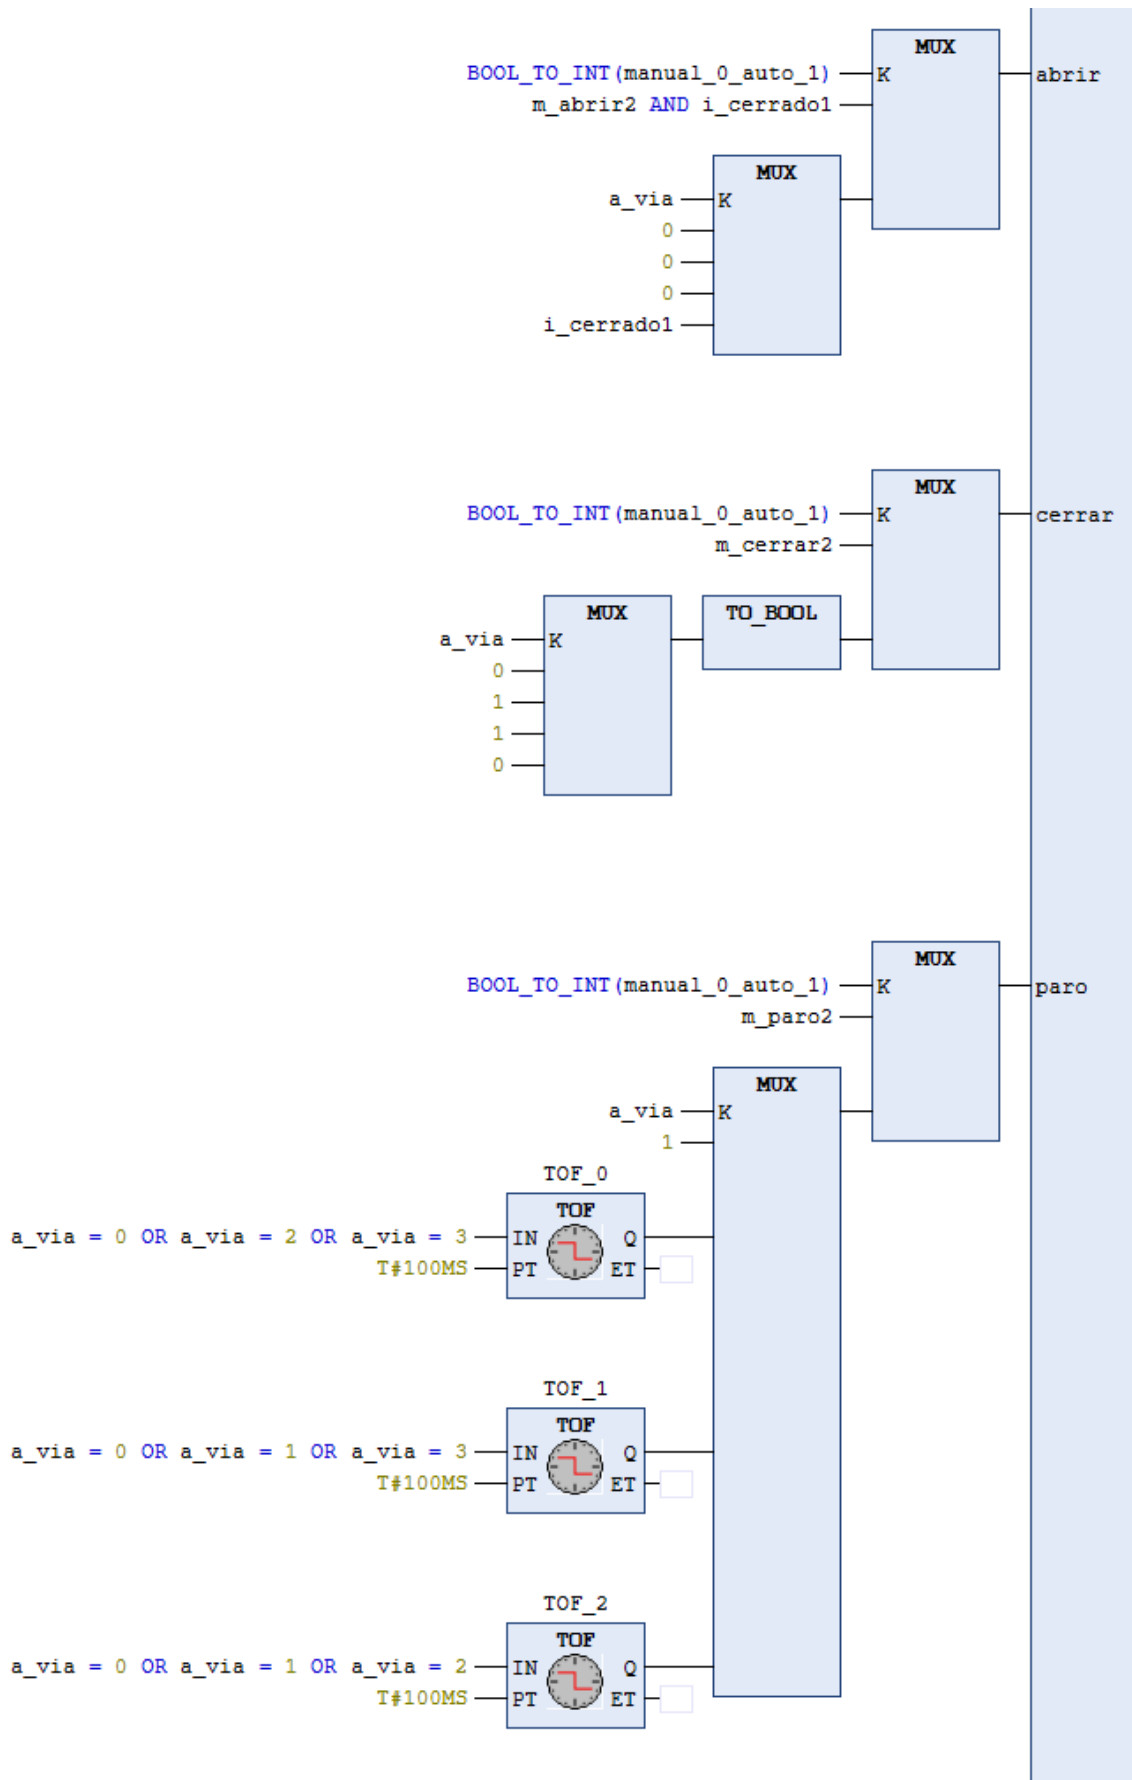 MUX
BOOL_TO_INT(manual_0_auto_1) K abrir
m_abrir2 AND i_cerrado1
MUX
a_via K
0
0
0
i_cerrado1
MUX
BOOL_TO_INT(manual_0_auto_1) K cerrar
m_cerrar2
MUX TO_BOOL
a_via K
0
1
1
0
MUX
BOOL_TO_INT(manual_0_auto_1) K paro
m_paro2
MUX
a_via K
1
TOF_0
TOF
a_via = 0 OR a_via = 2 OR a_via = 3 IN Q
T#100MS PT ET
TOF_1
TOF
a_via = 0 OR a_via = 1 OR a_via = 3 IN Q
T#100MS PT ET
TOF_2
TOF
a_via = 0 OR a_via = 1 OR a_via = 2 IN Q
T#100MS PT ET